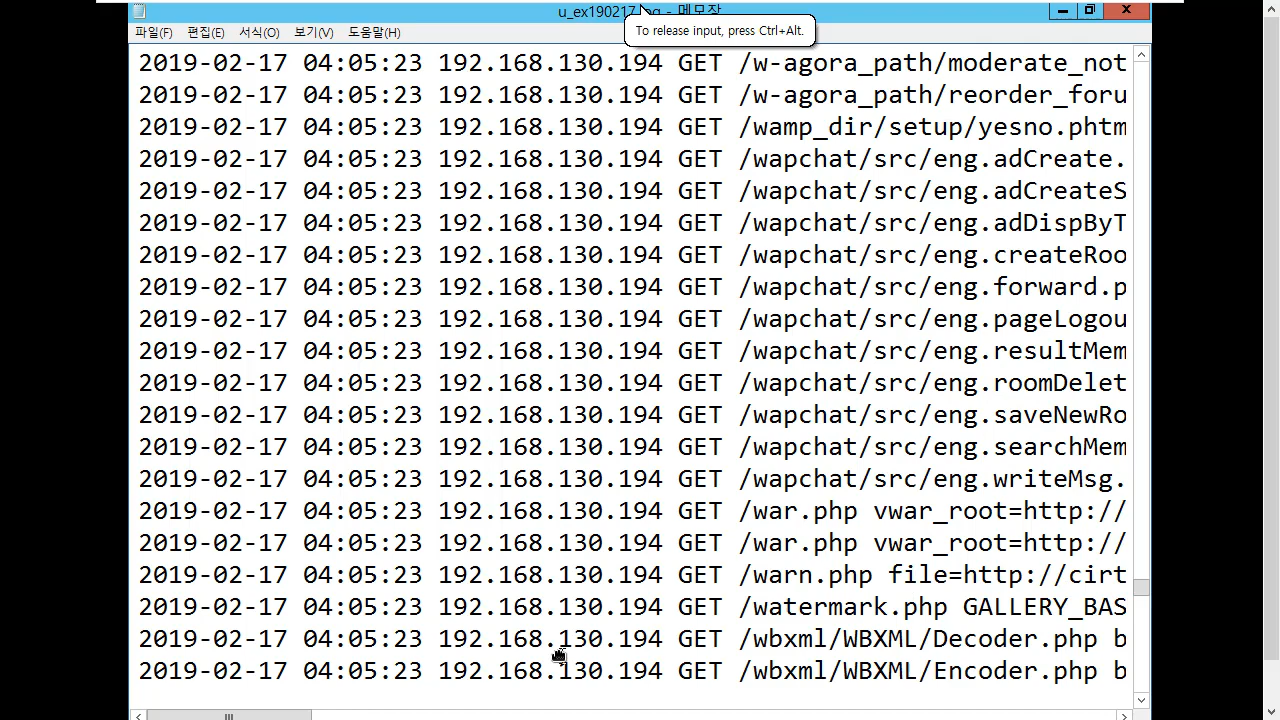 u_ex190217.log - 메모장
To release input, press Ctrl+Alt.
파일(F) 편집(E) 서식(O) 보기(V) 도움말(H)
2019-02-17 04:05:23 192.168.130.194 GET /w-agora_path/moderate_not
2019-02-17 04:05:23 192.168.130.194 GET /w-agora_path/reorder_foru
2019-02-17 04:05:23 192.168.130.194 GET /wamp_dir/setup/yesno.phtm
2019-02-17 04:05:23 192.168.130.194 GET /wapchat/src/eng.adCreate.
2019-02-17 04:05:23 192.168.130.194 GET /wapchat/src/eng.adCreateS
2019-02-17 04:05:23 192.168.130.194 GET /wapchat/src/eng.adDispByT
2019-02-17 04:05:23 192.168.130.194 GET /wapchat/src/eng.createRoo
2019-02-17 04:05:23 192.168.130.194 GET /wapchat/src/eng.forward.p
2019-02-17 04:05:23 192.168.130.194 GET /wapchat/src/eng.pageLogou
2019-02-17 04:05:23 192.168.130.194 GET /wapchat/src/eng.resultMem
2019-02-17 04:05:23 192.168.130.194 GET /wapchat/src/eng.roomDelet
2019-02-17 04:05:23 192.168.130.194 GET /wapchat/src/eng.saveNewRo
2019-02-17 04:05:23 192.168.130.194 GET /wapchat/src/eng.searchMem
2019-02-17 04:05:23 192.168.130.194 GET /wapchat/src/eng.writeMsg.
2019-02-17 04:05:23 192.168.130.194 GET /war.php vwar_root=http://
2019-02-17 04:05:23 192.168.130.194 GET /war.php vwar_root=http://
2019-02-17 04:05:23 192.168.130.194 GET /warn.php file=http://cirt
2019-02-17 04:05:23 192.168.130.194 GET /watermark.php GALLERY_BAS
2019-02-17 04:05:23 192.168.130.194 GET /wbxml/WBXML/Decoder.php b
2019-02-17 04:05:23 192.168.130.194 GET /wbxml/WBXML/Encoder.php b